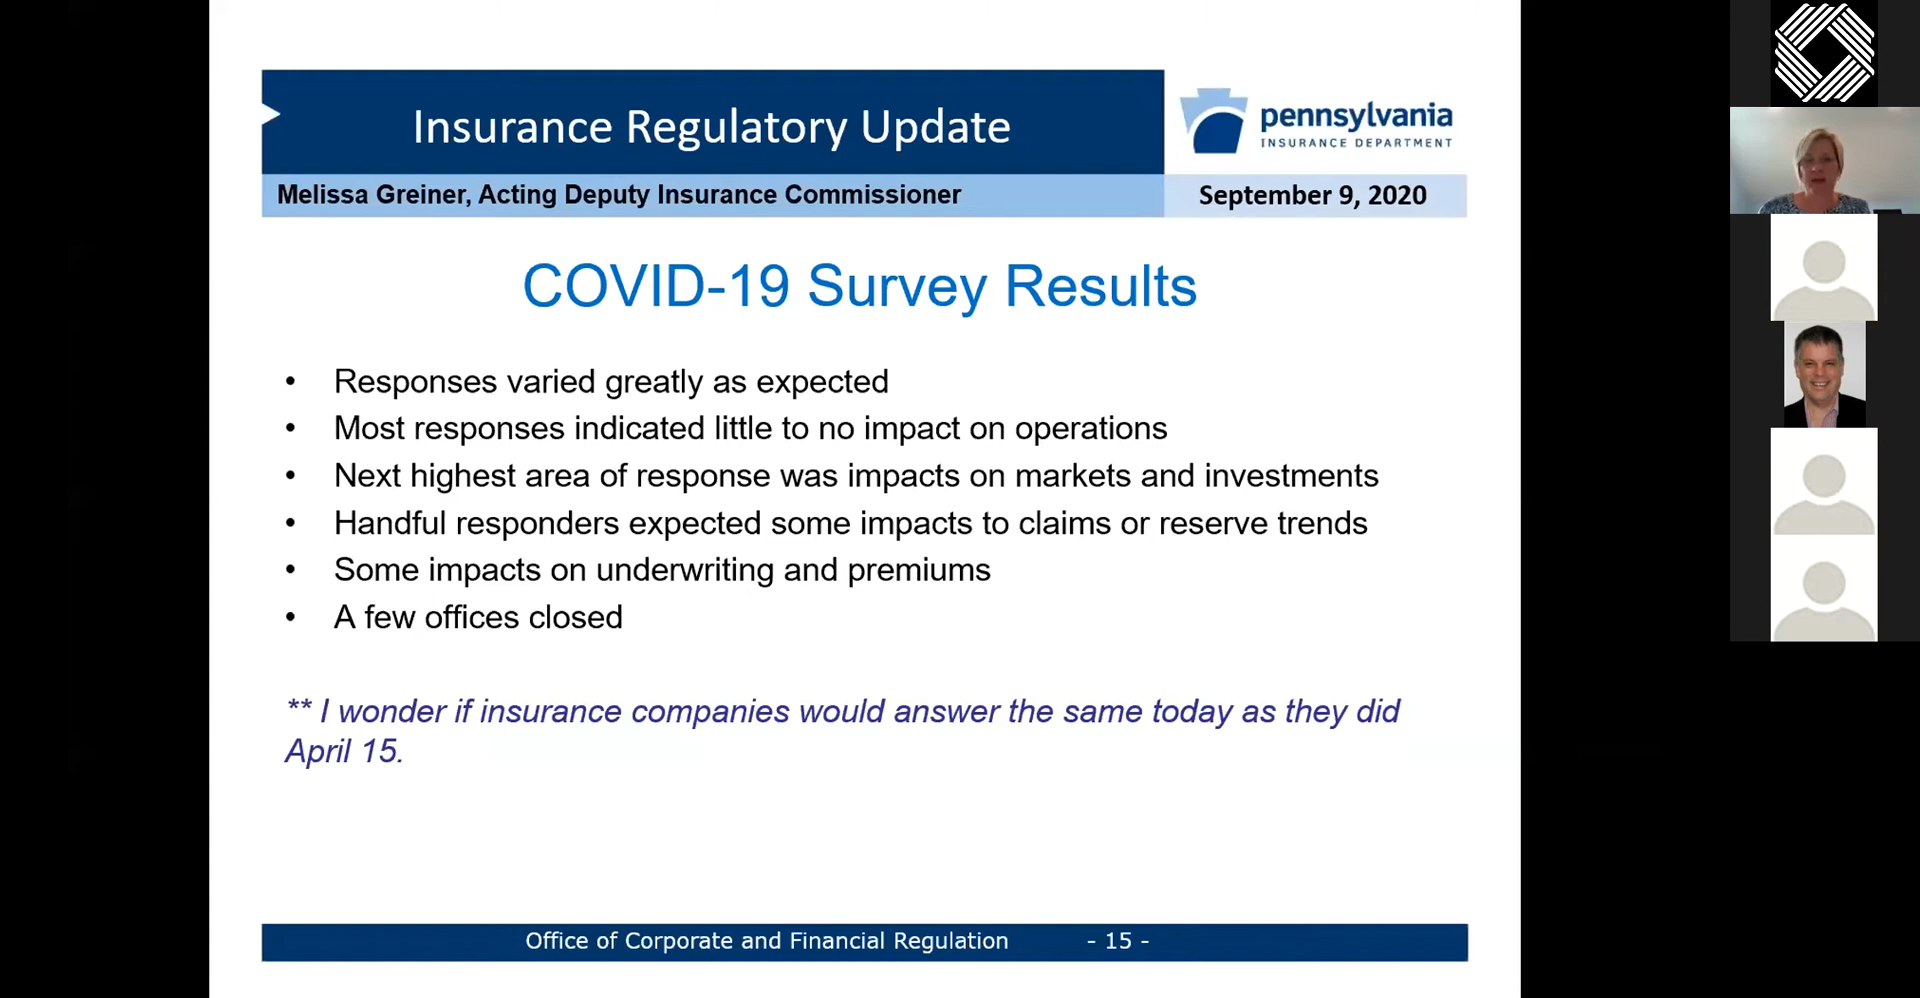 Insurance Regulatory Update
pennsylvania
INSURANCE DEPARTMENT
Melissa Greiner, Acting Deputy Insurance Commissioner
September 9, 2020
COVID-19 Survey Results
• Responses varied greatly as expected
• Most responses indicated little to no impact on operations
• Next highest area of response was impacts on markets and investments
• Handful responders expected some impacts to claims or reserve trends
• Some impacts on underwriting and premiums
• A few offices closed
** I wonder if insurance companies would answer the same today as they did
April 15.
Office of Corporate and Financial Regulation - 15 -